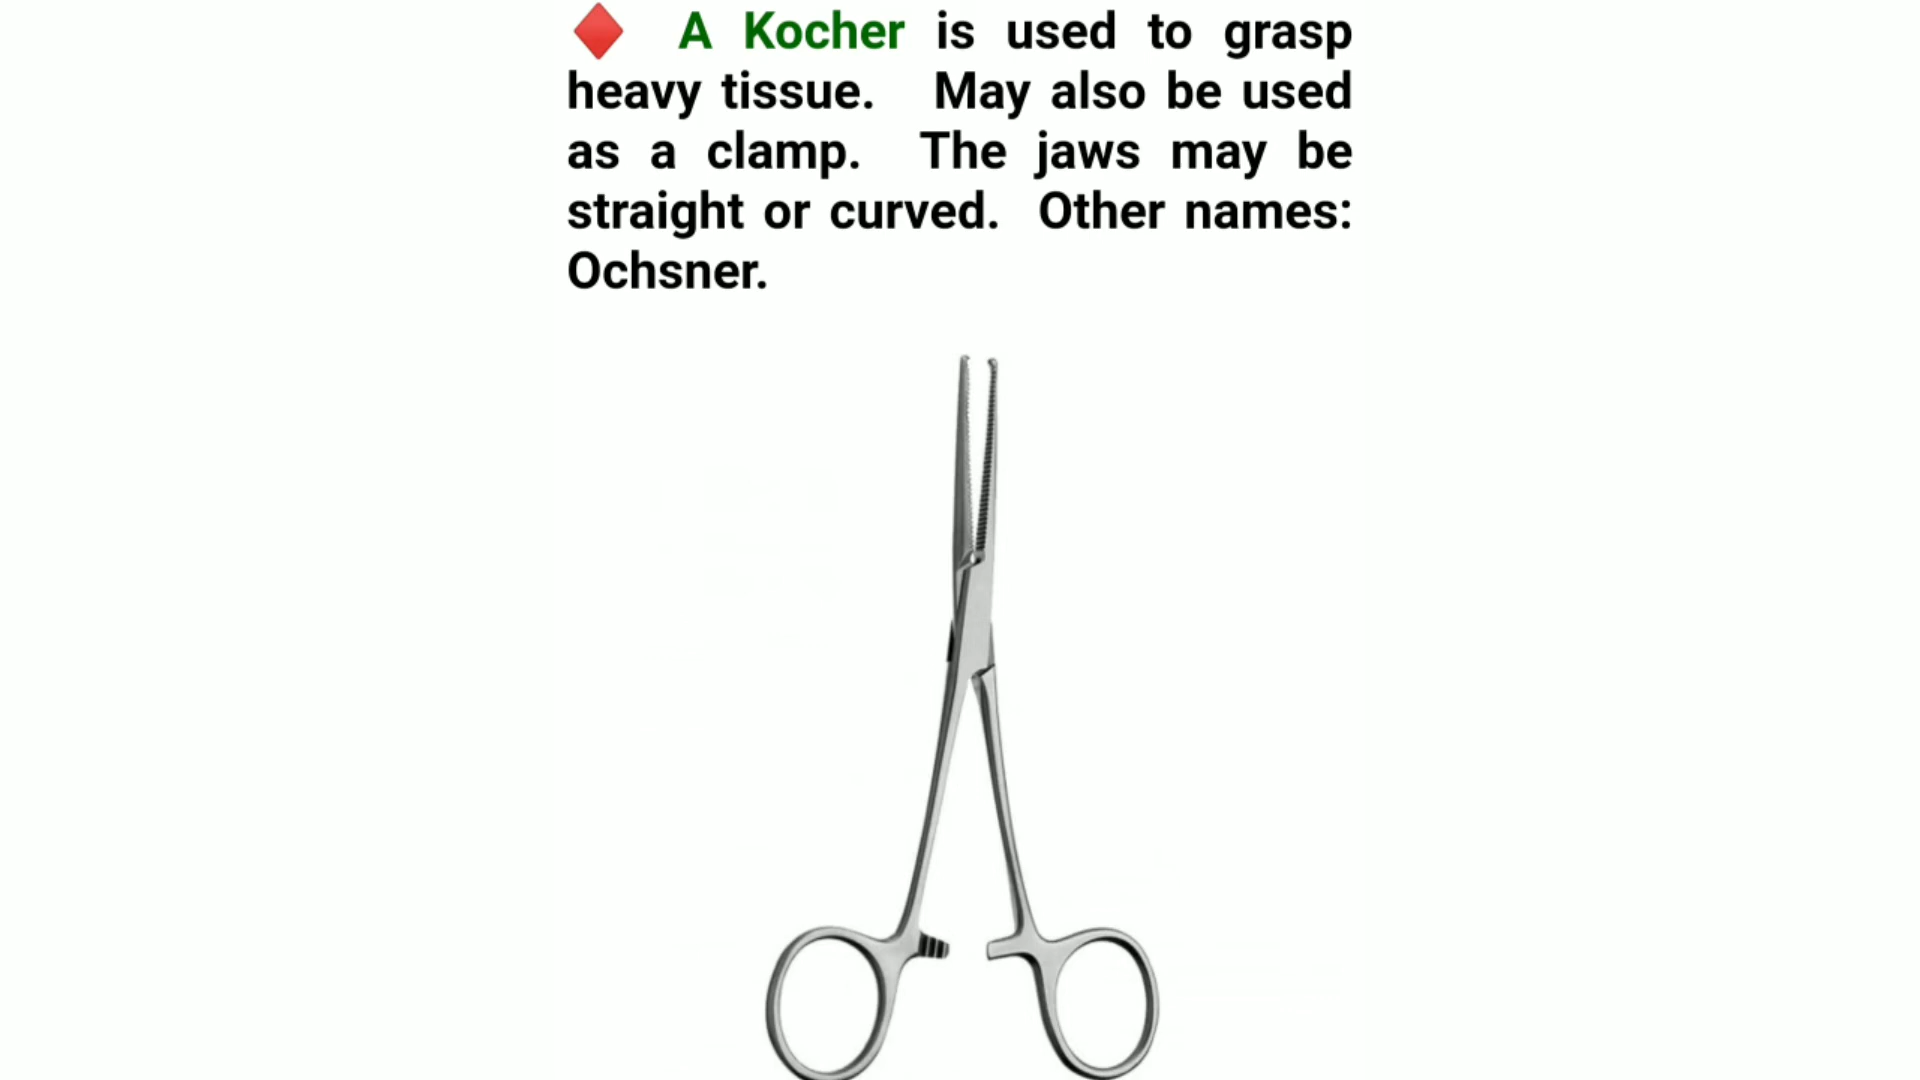 ♦️ A Kocher is used to grasp
heavy tissue. May also be used
as a clamp. The jaws may be
straight or curved. Other names:
Ochsner.